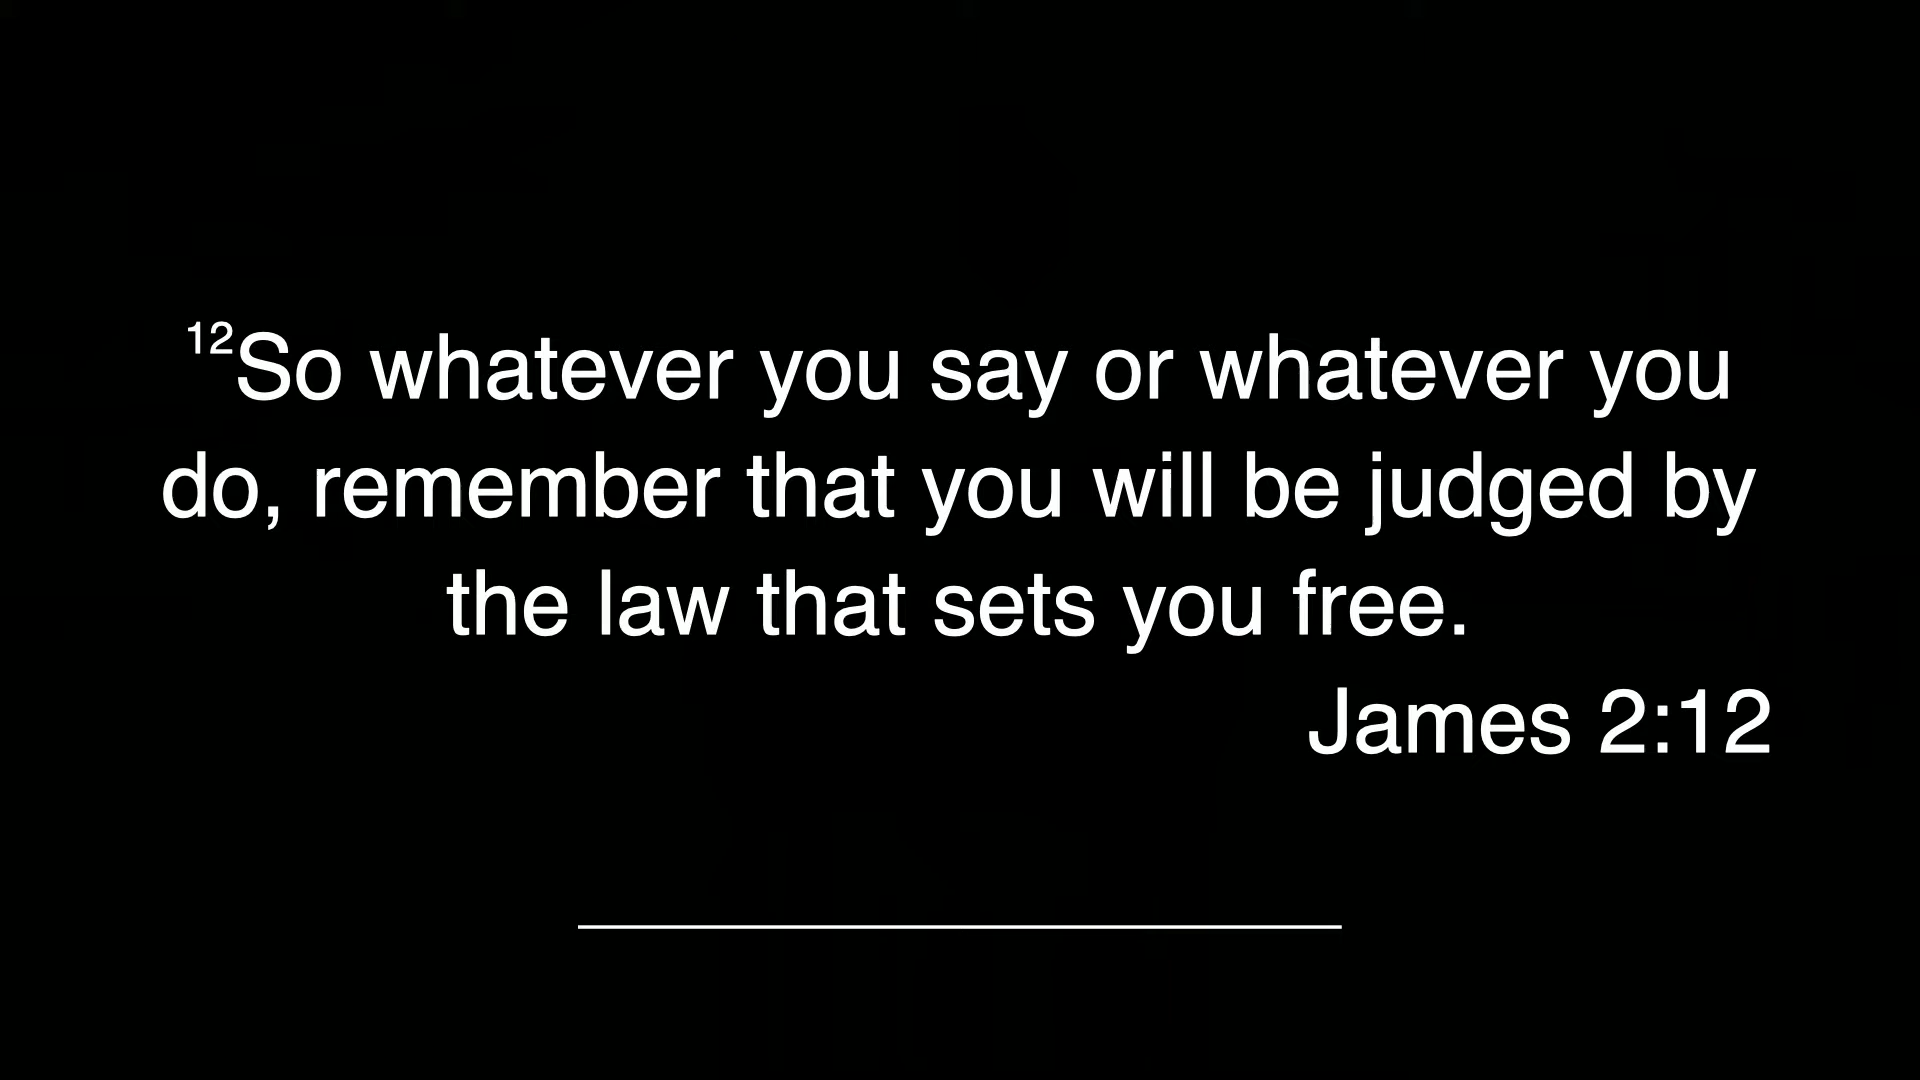 ¹²So whatever you say or whatever you
do, remember that you will be judged by
the law that sets you free.
James 2:12